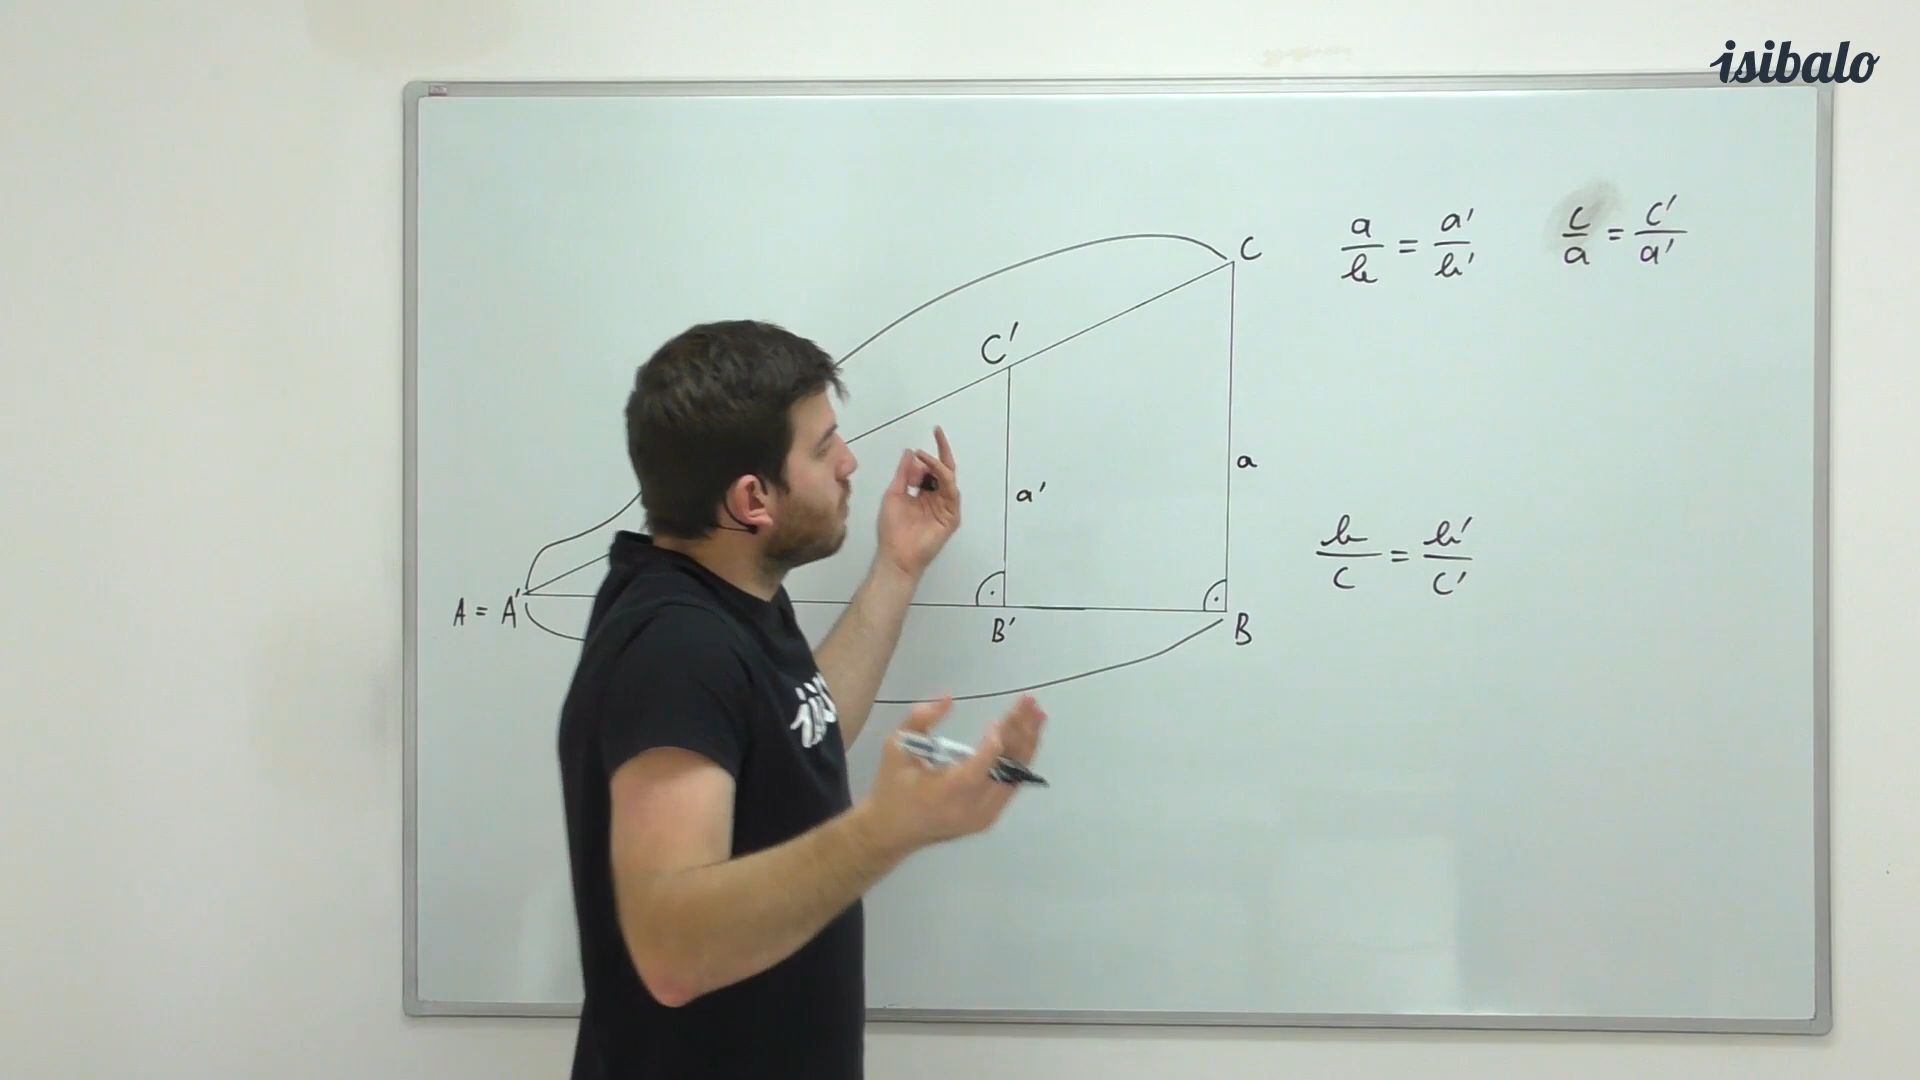 isibalo
C
a/b = a'/b'
c/a = c'/a'
C'
a
a'
b/c = b'/c'
A = A'
B'
B